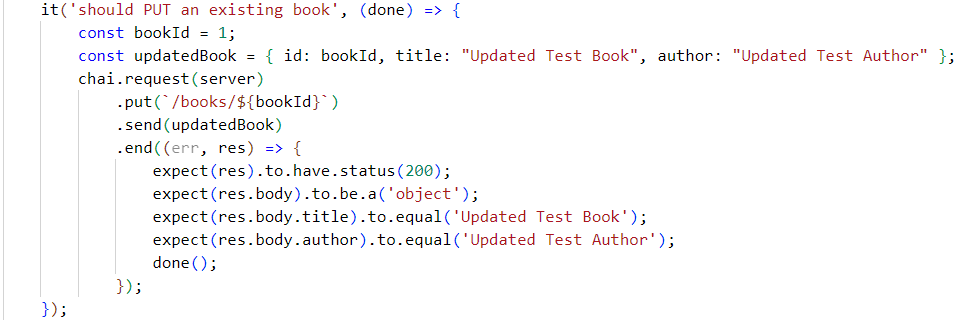 it('should PUT an existing book', (done) => {
const bookId = 1;
const updatedBook = { id: bookId, title: "Updated Test Book", author: "Updated Test Author" };
chai.request(server)
.put(`/books/${bookId}`)
.send(updatedBook)
.end((err, res) => {
expect(res).to.have.status(200);
expect(res.body).to.be.a('object');
expect(res.body.title).to.equal('Updated Test Book');
expect(res.body.author).to.equal('Updated Test Author');
done();
});
});